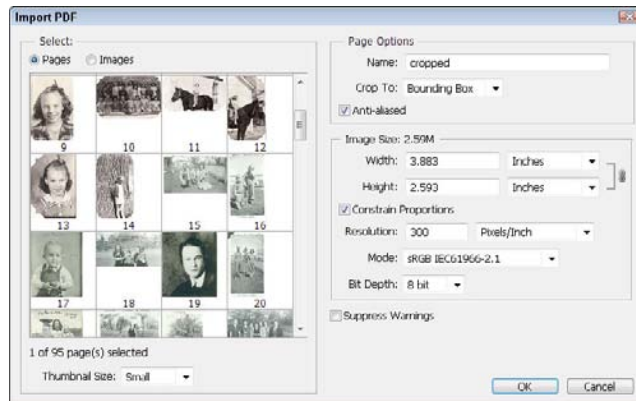 Import PDF
Select:
Pages Images
9 10 11 12
13 14 15 16
17 18 19 20
1 of 95 page(s) selected
Thumbnail Size: Small
Page Options
Name: cropped
Crop To: Bounding Box
Anti-aliased
Image Size: 2.59M
Width: 3.883 Inches
Height: 2.593 Inches
Constrain Proportions
Resolution: 300 Pixels/Inch
Mode: sRGB IEC61966-2.1
Bit Depth: 8 bit
Suppress Warnings
OK Cancel